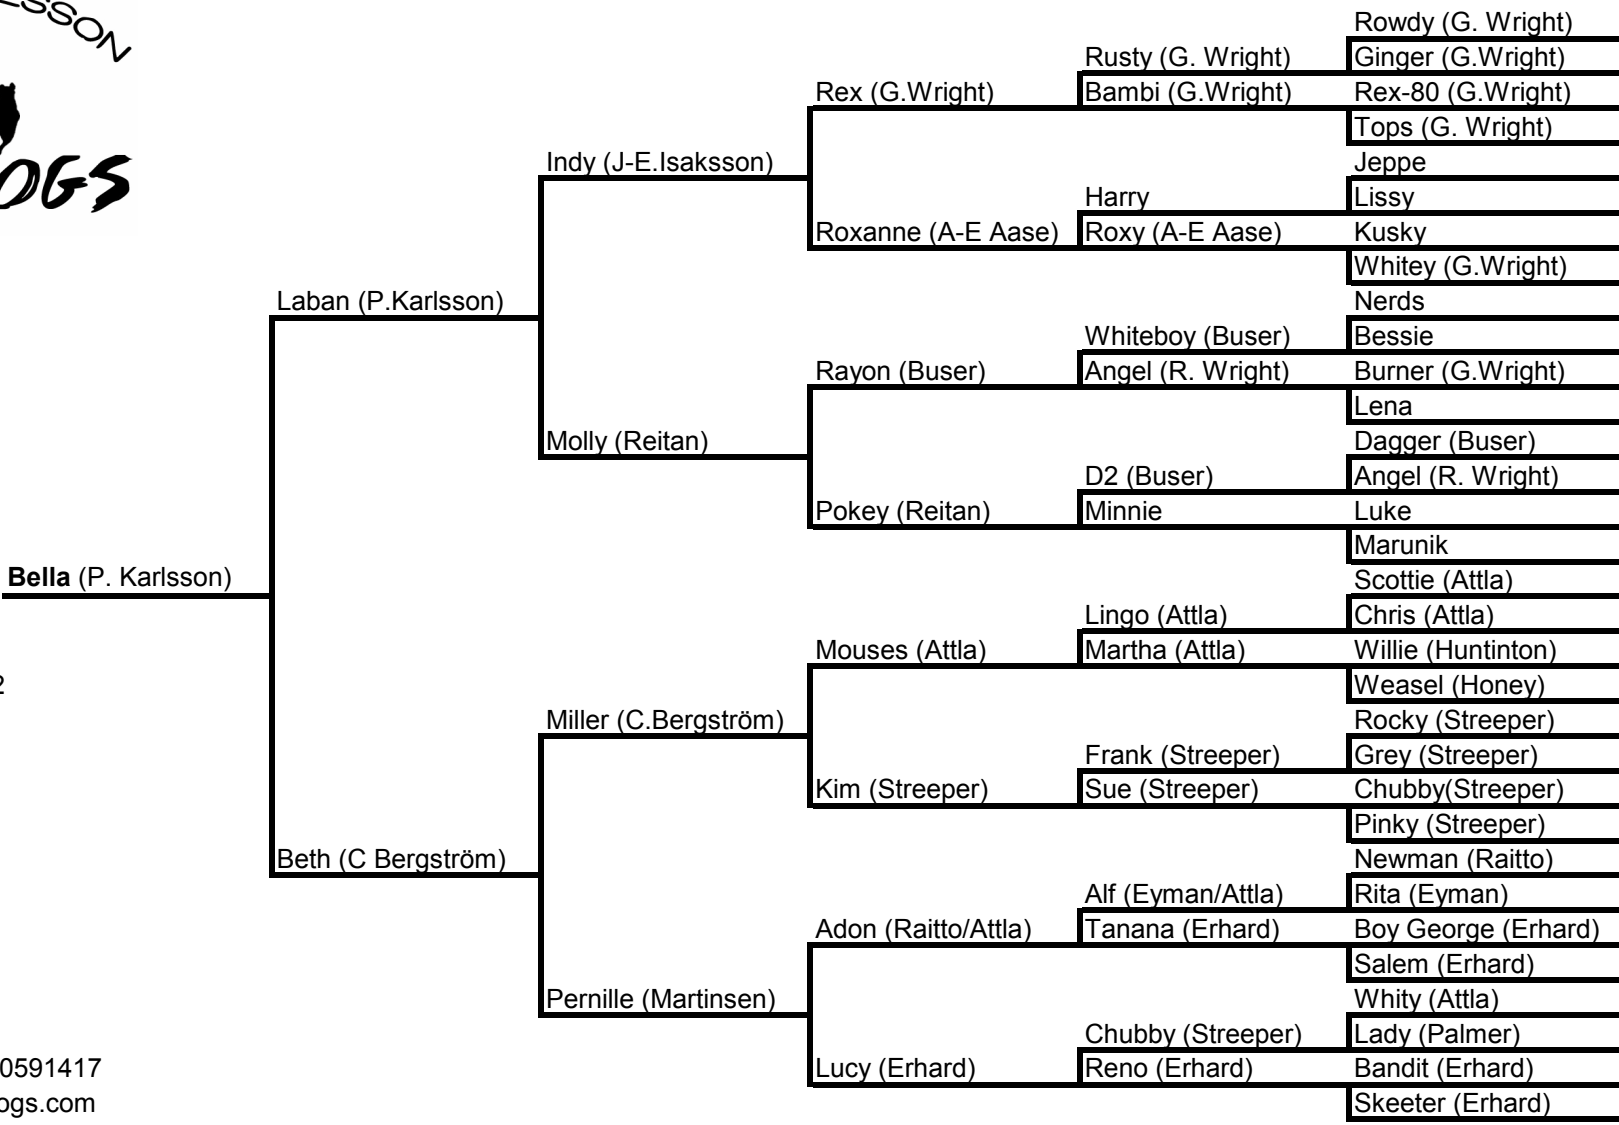 Rowdy (G. Wright)
Rusty (G. Wright) Ginger (G.Wright)
Rex (G.Wright) Bambi (G.Wright) Rex-80 (G.Wright)
Tops (G. Wright)
OGS
Indy (J-E.Isaksson) Jeppe
Harry Lissy
Roxanne (A-E Aase) Roxy (A-E Aase) Kusky
Whitey (G.Wright)
Laban (P.Karlsson) Nerds
Whiteboy (Buser) Bessie
Rayon (Buser) Angel (R. Wright) Burner (G.Wright)
Lena
Molly (Reitan) Dagger (Buser)
D2 (Buser) Angel (R. Wright)
Pokey (Reitan) Minnie Luke
Marunik
Bella (P. Karlsson) Scottie (Attla)
Lingo (Attla) Chris (Attla)
Mouses (Attla) Martha (Attla) Willie (Huntinton)
2 Weasel (Honey)
Miller (C.Bergström) Rocky (Streeper)
Frank (Streeper) Grey (Streeper)
Kim (Streeper) Sue (Streeper) Chubby(Streeper)
Pinky (Streeper)
Beth (C Bergström) Newman (Raitto)
Alf (Eyman/Attla) Rita (Eyman)
Adon (Raitto/Attla) Tanana (Erhard) Boy George (Erhard)
Salem (Erhard)
Pernille (Martinsen) Whity (Attla)
Chubby (Streeper) Lady (Palmer)
0591417 Lucy (Erhard) Reno (Erhard) Bandit (Erhard)
ogs.com Skeeter (Erhard)